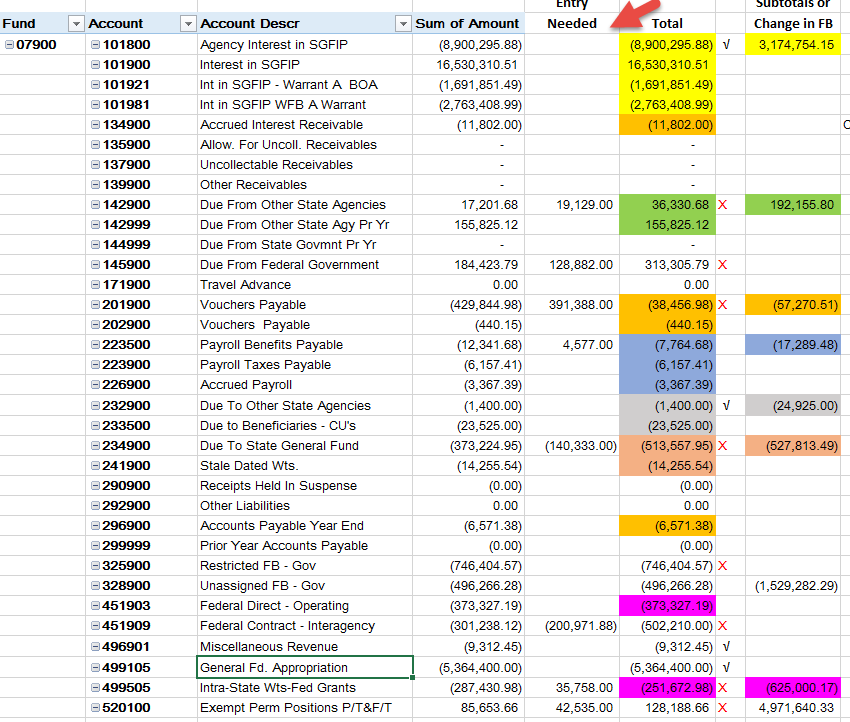 Entry Subtotals or
Fund Account Account Descr Sum of Amount Needed Total Change in FB
07900 101800 Agency Interest in SGFIP (8,900,295.88) (8,900,295.88) √ 3,174,754.15
101900 Interest in SGFIP 16,530,310.51 16,530,310.51
101921 Int in SGFIP - Warrant A BOA (1,691,851.49) (1,691,851.49)
101981 Int in SGFIP WFB A Warrant (2,763,408.99) (2,763,408.99)
134900 Accrued Interest Receivable (11,802.00) (11,802.00)
135900 Allow. For Uncoll. Receivables - -
137900 Uncollectable Receivables - -
139900 Other Receivables - -
142900 Due From Other State Agencies 17,201.68 19,129.00 36,330.68 X 192,155.80
142999 Due From Other State Agy Pr Yr 155,825.12 155,825.12
144999 Due From State Govmnt Pr Yr - -
145900 Due From Federal Government 184,423.79 128,882.00 313,305.79 X
171900 Travel Advance 0.00 0.00
201900 Vouchers Payable (429,844.98) 391,388.00 (38,456.98) X (57,270.51)
202900 Vouchers Payable (440.15) (440.15)
223500 Payroll Benefits Payable (12,341.68) 4,577.00 (7,764.68) (17,289.48)
223900 Payroll Taxes Payable (6,157.41) (6,157.41)
226900 Accrued Payroll (3,367.39) (3,367.39)
232900 Due To Other State Agencies (1,400.00) (1,400.00) √ (24,925.00)
233500 Due to Beneficiaries - CU's (23,525.00) (23,525.00)
234900 Due To State General Fund (373,224.95) (140,333.00) (513,557.95) X (527,813.49)
241900 Stale Dated Wts. (14,255.54) (14,255.54)
290900 Receipts Held In Suspense (0.00) (0.00)
292900 Other Liabilities 0.00 0.00
296900 Accounts Payable Year End (6,571.38) (6,571.38)
299999 Prior Year Accounts Payable (0.00) (0.00)
325900 Restricted FB - Gov (746,404.57) (746,404.57) X
328900 Unassigned FB - Gov (496,266.28) (496,266.28) (1,529,282.29)
451903 Federal Direct - Operating (373,327.19) (373,327.19)
451909 Federal Contract - Interagency (301,238.12) (200,971.88) (502,210.00) X
496901 Miscellaneous Revenue (9,312.45) (9,312.45) √
499105 General Fd. Appropriation (5,364,400.00) (5,364,400.00) √
499505 Intra-State Wts-Fed Grants (287,430.98) 35,758.00 (251,672.98) X (625,000.17)
520100 Exempt Perm Positions P/T&F/T 85,653.66 42,535.00 128,188.66 X 4,971,640.33